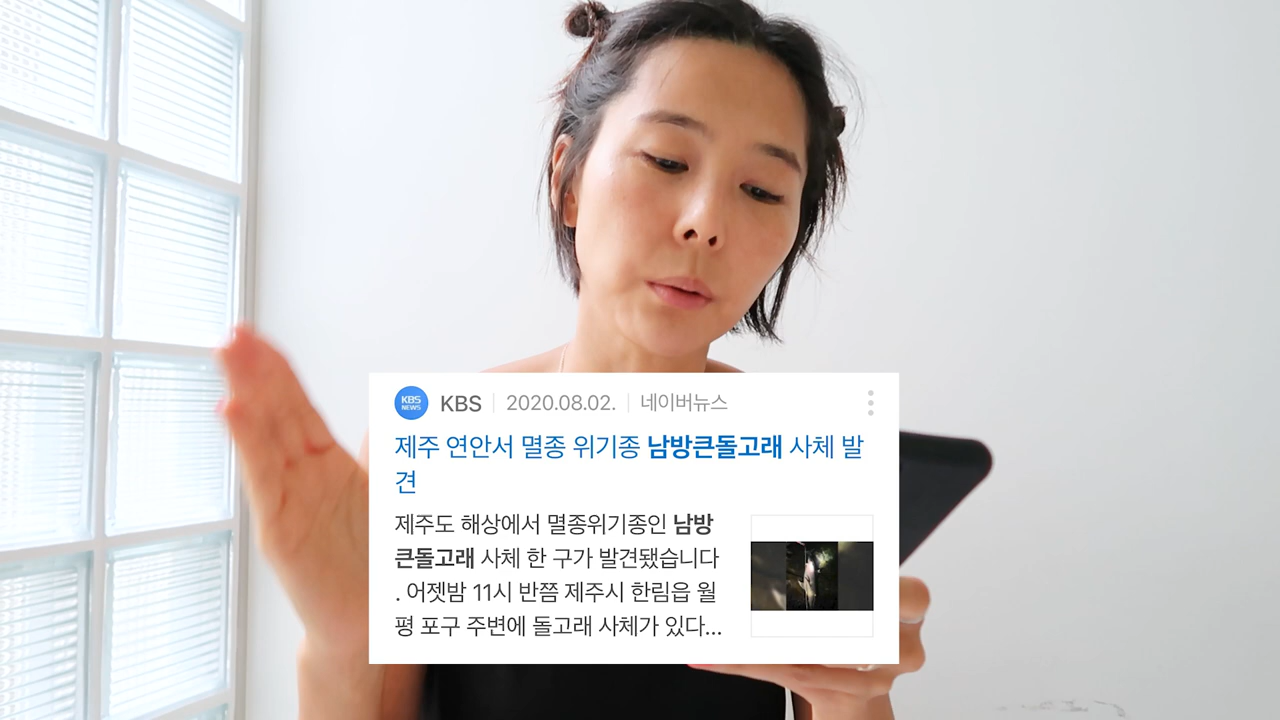 KBS NEWS KBS 2020.08.02. 네이버뉴스
제주 연안서 멸종 위기종 남방큰돌고래 사체 발
견
제주도 해상에서 멸종위기종인 남방
큰돌고래 사체 한 구가 발견됐습니다
. 어젯밤 11시 반쯤 제주시 한림읍 월
평 포구 주변에 돌고래 사체가 있다...